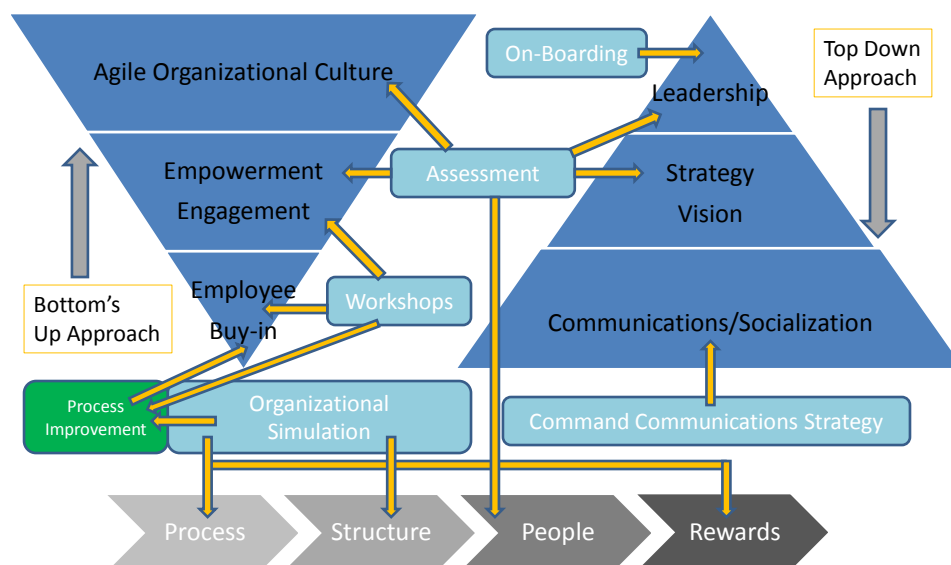 Agile Organizational Culture
On-Boarding
Leadership
Top Down
Approach
Empowerment
Engagement
Assessment
Strategy
Vision
Bottom's
Up Approach
Employee
Buy-in
Workshops
Communications/Socialization
Process
Improvement
Organizational
Simulation
Command Communications Strategy
Process
Structure
People
Rewards